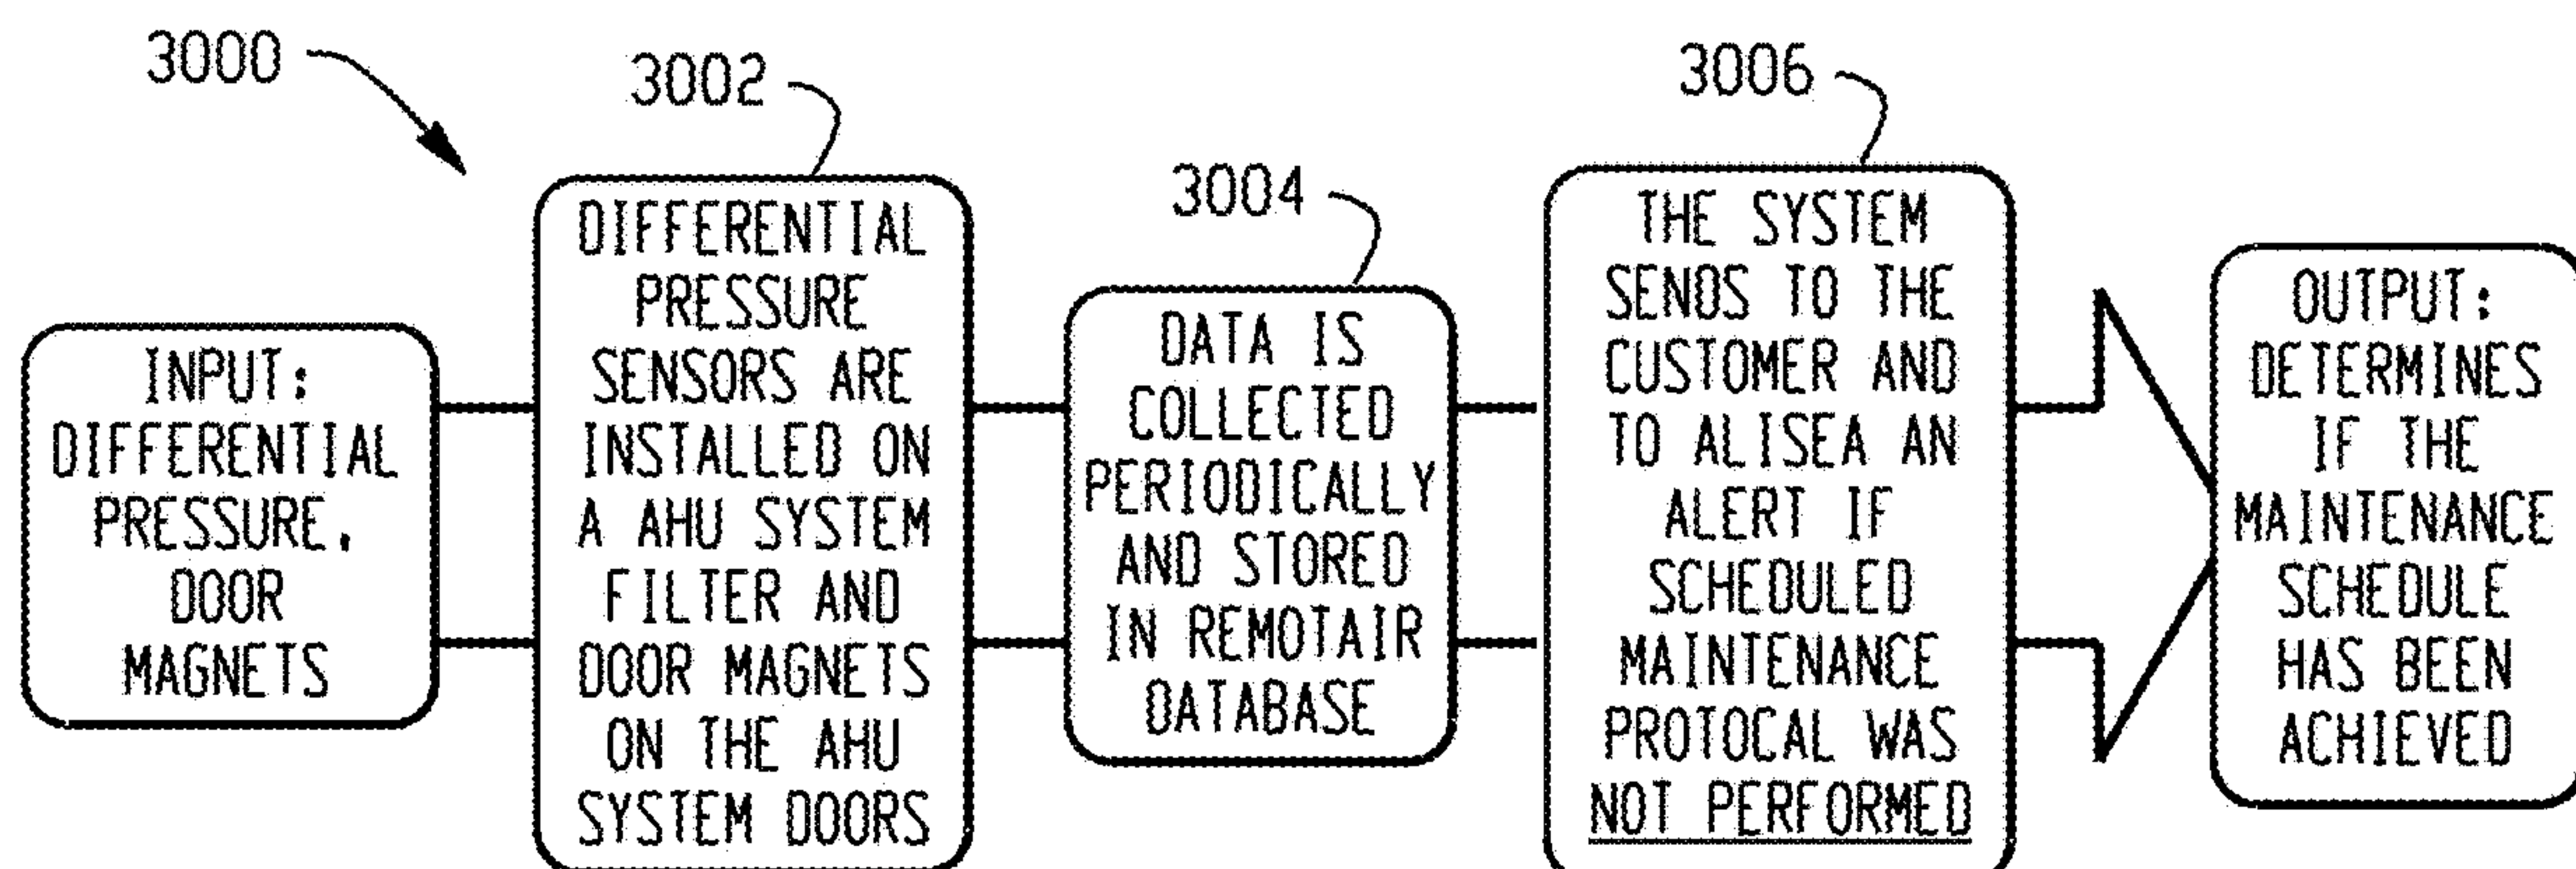 3000
3002
3004
3006
INPUT:
DIFFERENTIAL
PRESSURE,
DOOR
MAGNETS
DIFFERENTIAL
PRESSURE
SENSORS ARE
INSTALLED ON
A AHU SYSTEM
FILTER AND
DOOR MAGNETS
ON THE AHU
SYSTEM DOORS
DATA IS
COLLECTED
PERIODICALLY
AND STORED
IN REMOTAIR
DATABASE
THE SYSTEM
SENDS TO THE
CUSTOMER AND
TO ALISEA AN
ALERT IF
SCHEDULED
MAINTENANCE
PROTOCAL WAS
NOT PERFORMED
OUTPUT:
DETERMINES
IF THE
MAINTENANCE
SCHEDULE
HAS BEEN
ACHIEVED